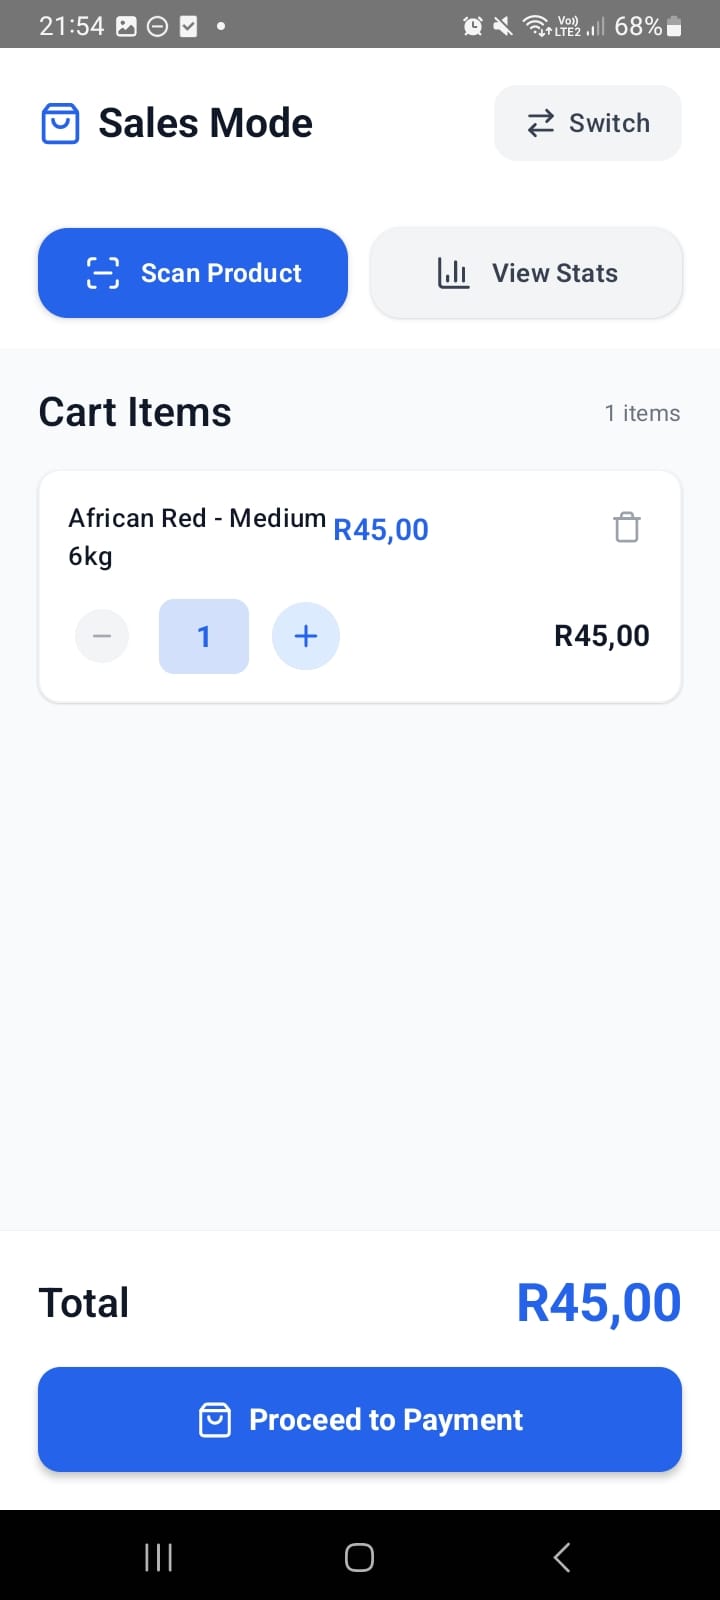 21:54
Vo)) LTE2 68%
Sales Mode
Switch
Scan Product
View Stats
Cart Items
1 items
African Red - Medium
6kg
R45,00
1
R45,00
Total
R45,00
Proceed to Payment